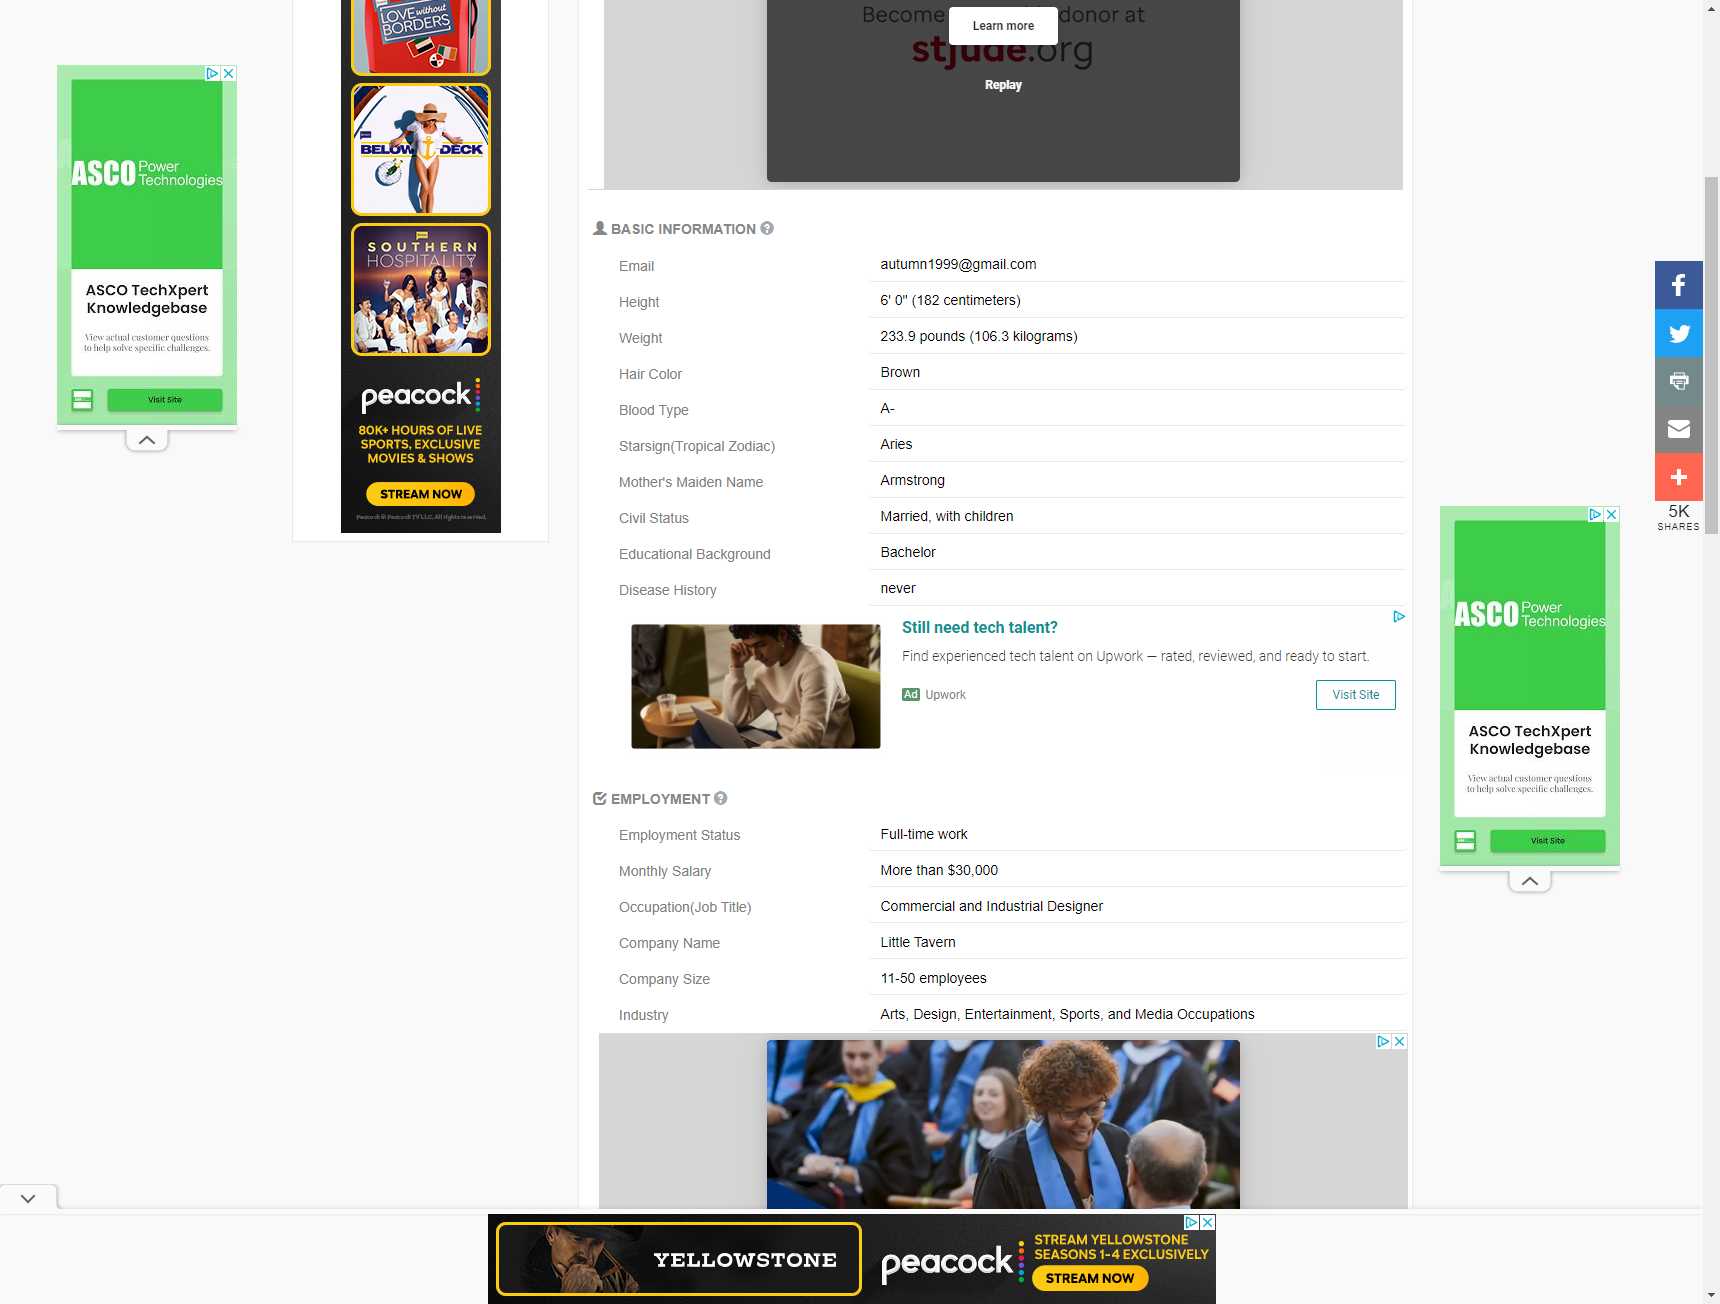 LOVE without
BORDERS
BELOW DECK
SOUTHERN
HOSPITALITY
peacock
80K+ HOURS OF LIVE
SPORTS, EXCLUSIVE
MOVIES & SHOWS
STREAM NOW
Peacock © Peacock TV LLC. All rights reserved.
ASCO Power
Technologies
ASCO TechXpert
Knowledgebase
View actual customer questions
to help solve specific challenges.
Visit Site
Become
donor at
Learn more
stjude.org
Replay
BASIC INFORMATION
Email autumn1999@gmail.com
Height 6' 0" (182 centimeters)
Weight 233.9 pounds (106.3 kilograms)
Hair Color Brown
Blood Type A-
Starsign(Tropical Zodiac) Aries
Mother's Maiden Name Armstrong
Civil Status Married, with children
Educational Background Bachelor
Disease History never
Still need tech talent?
Find experienced tech talent on Upwork — rated, reviewed, and ready to start.
Ad Upwork
Visit Site
EMPLOYMENT
Employment Status Full-time work
Monthly Salary More than $30,000
Occupation(Job Title) Commercial and Industrial Designer
Company Name Little Tavern
Company Size 11-50 employees
Industry Arts, Design, Entertainment, Sports, and Media Occupations
5K
SHARES
ASCO Power
Technologies
ASCO TechXpert
Knowledgebase
View actual customer questions
to help solve specific challenges.
Visit Site
YELLOWSTONE
peacock
STREAM YELLOWSTONE
SEASONS 1-4 EXCLUSIVELY
STREAM NOW